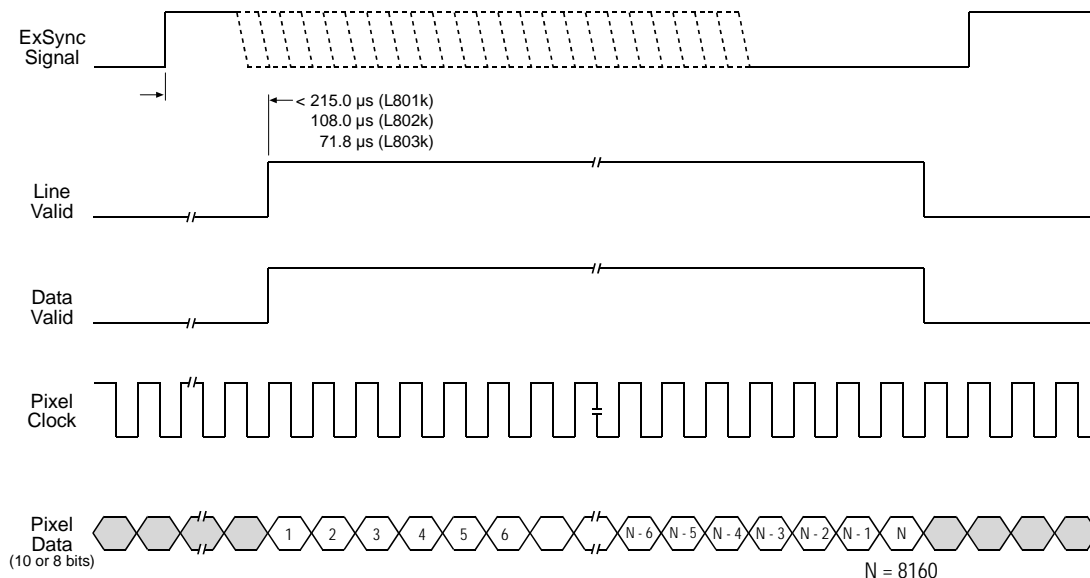 ExSync
Signal
< 215.0 µs (L801k)
108.0 µs (L802k)
71.8 µs (L803k)
Line
Valid
Data
Valid
Pixel
Clock
Pixel
Data
(10 or 8 bits)
1 2 3 4 5 6 N - 6 N - 5 N - 4 N - 3 N - 2 N - 1 N
N = 8160